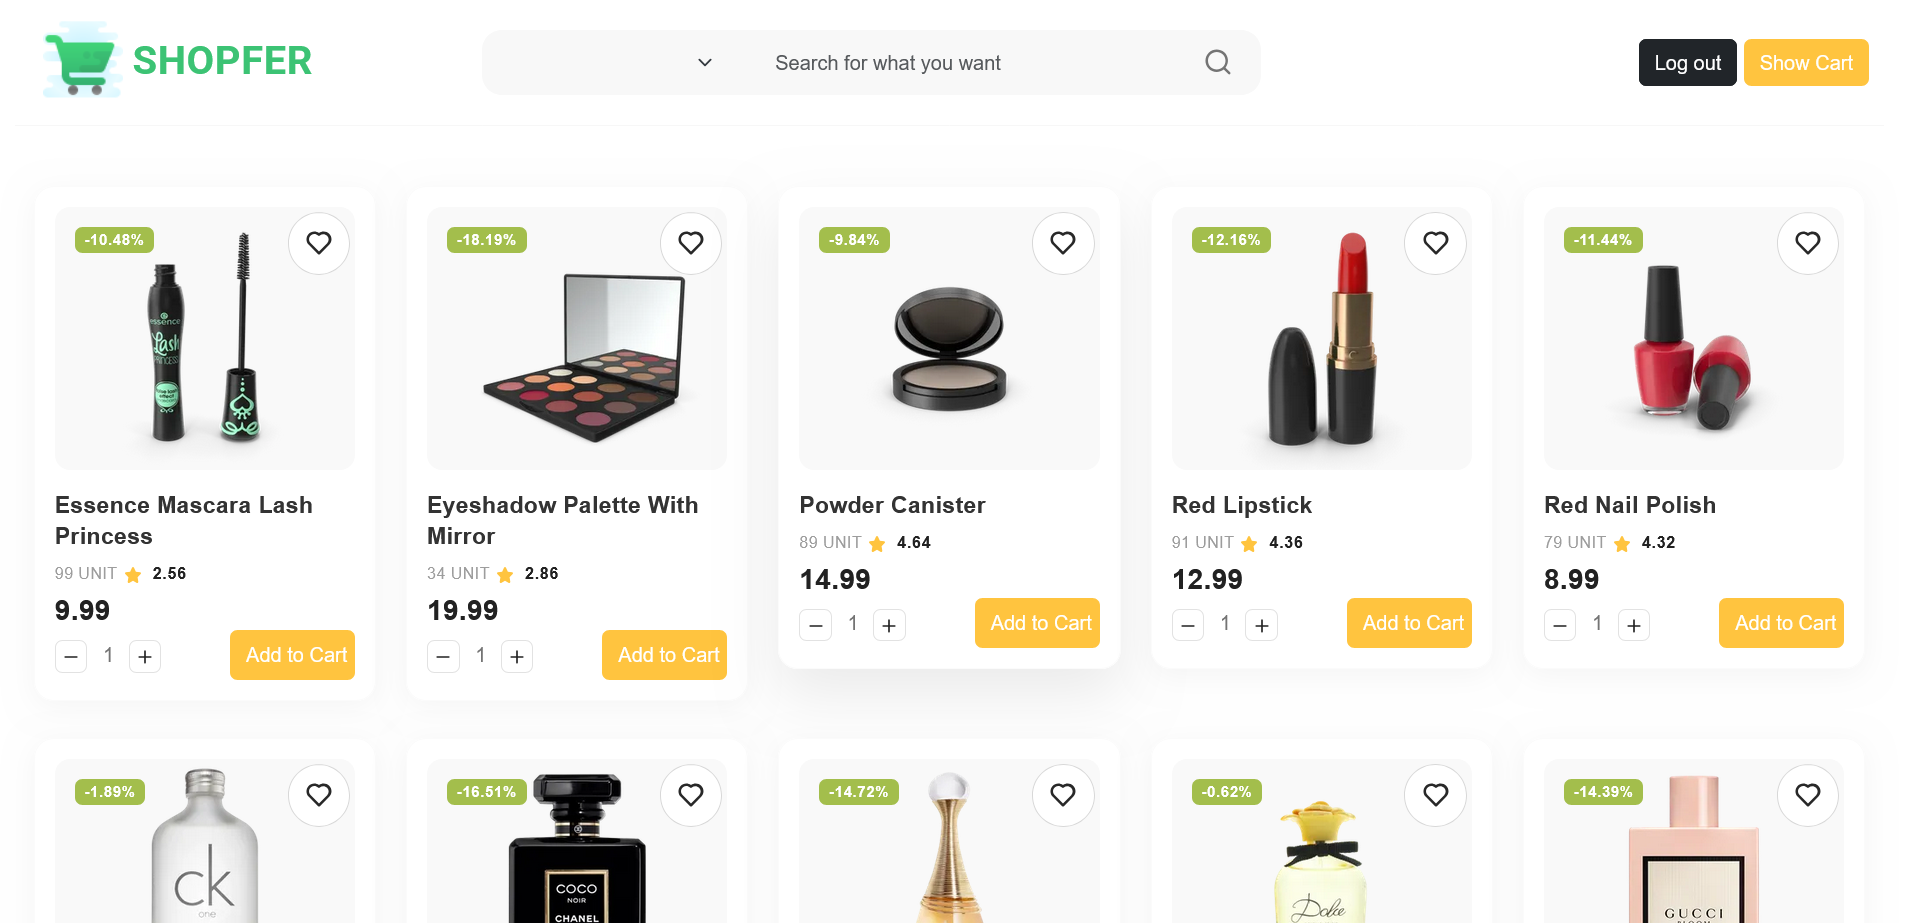 SHOPFER
Search for what you want
Log out
Show Cart
-10.48%
-18.19%
-9.84%
-12.16%
-11.44%
essence
Lash
PRINCESS
Essence Mascara Lash
Princess
99 UNIT 2.56
9.99
1
Add to Cart
Eyeshadow Palette With
Mirror
34 UNIT 2.86
19.99
1
Add to Cart
Powder Canister
89 UNIT 4.64
14.99
1
Add to Cart
Red Lipstick
91 UNIT 4.36
12.99
1
Add to Cart
Red Nail Polish
79 UNIT 4.32
8.99
1
Add to Cart
-1.89%
-16.51%
-14.72%
-0.62%
-14.39%
ck
one
COCO
NOIR
CHANEL
Dolce
GUCCI
BLOOM